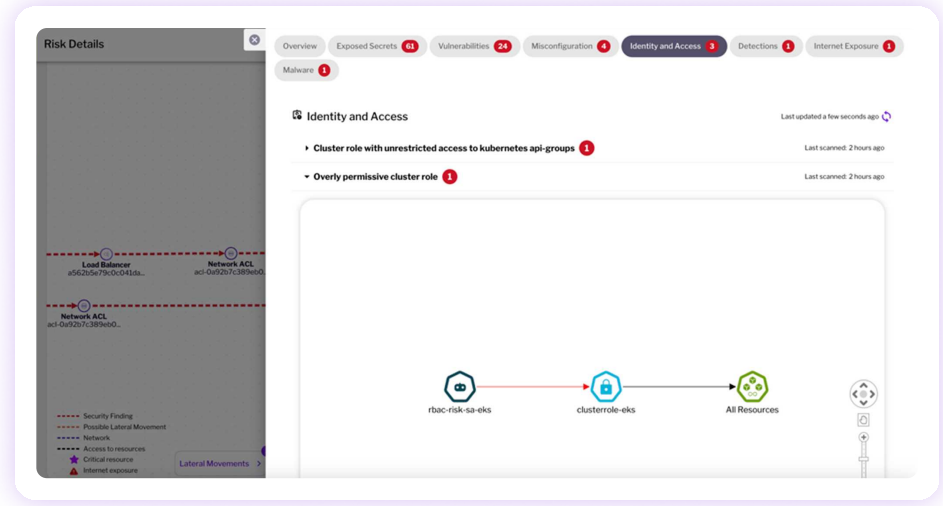 Risk Details
Overview Exposed Secrets 61 Vulnerabilities 24 Misconfiguration 4 Identity and Access 3 Detections 1 Internet Exposure 1
Malware 1
Identity and Access
Last updated a few seconds ago
Cluster role with unrestricted access to kubernetes api-groups 1
Last scanned: 2 hours ago
Overly permissive cluster role 1
Last scanned: 2 hours ago
Load Balancer
a562b5e79c0c041da...
Network ACL
acl-0a92b7c389eb0..
Network ACL
acl-0a92b7c389eb0..
rbac-risk-sa-eks
clusterrole-eks
All Resources
Security Finding
Possible Lateral Movement
Network
Access to resources
Critical resource
Internet exposure
Lateral Movements